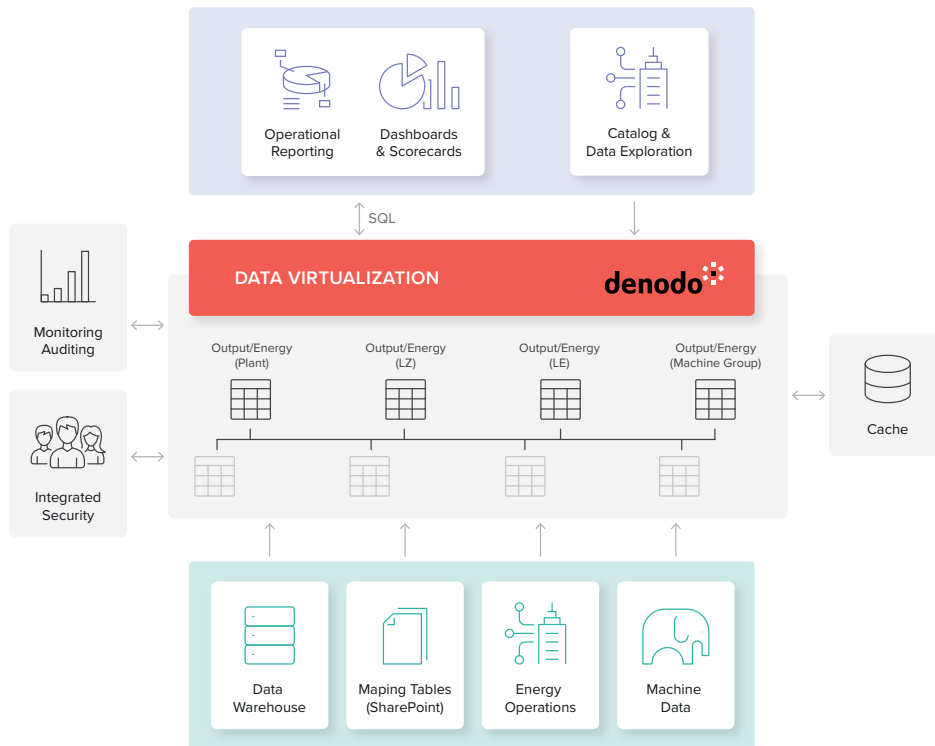 Operational
Reporting
Dashboards
& Scorecards
Catalog &
Data Exploration
SQL
Monitoring
Auditing
DATA VIRTUALIZATION
denodo
Output/Energy
(Plant)
Output/Energy
(LZ)
Output/Energy
(LE)
Output/Energy
(Machine Group)
Cache
Integrated
Security
Data
Warehouse
Maping Tables
(SharePoint)
Energy
Operations
Machine
Data